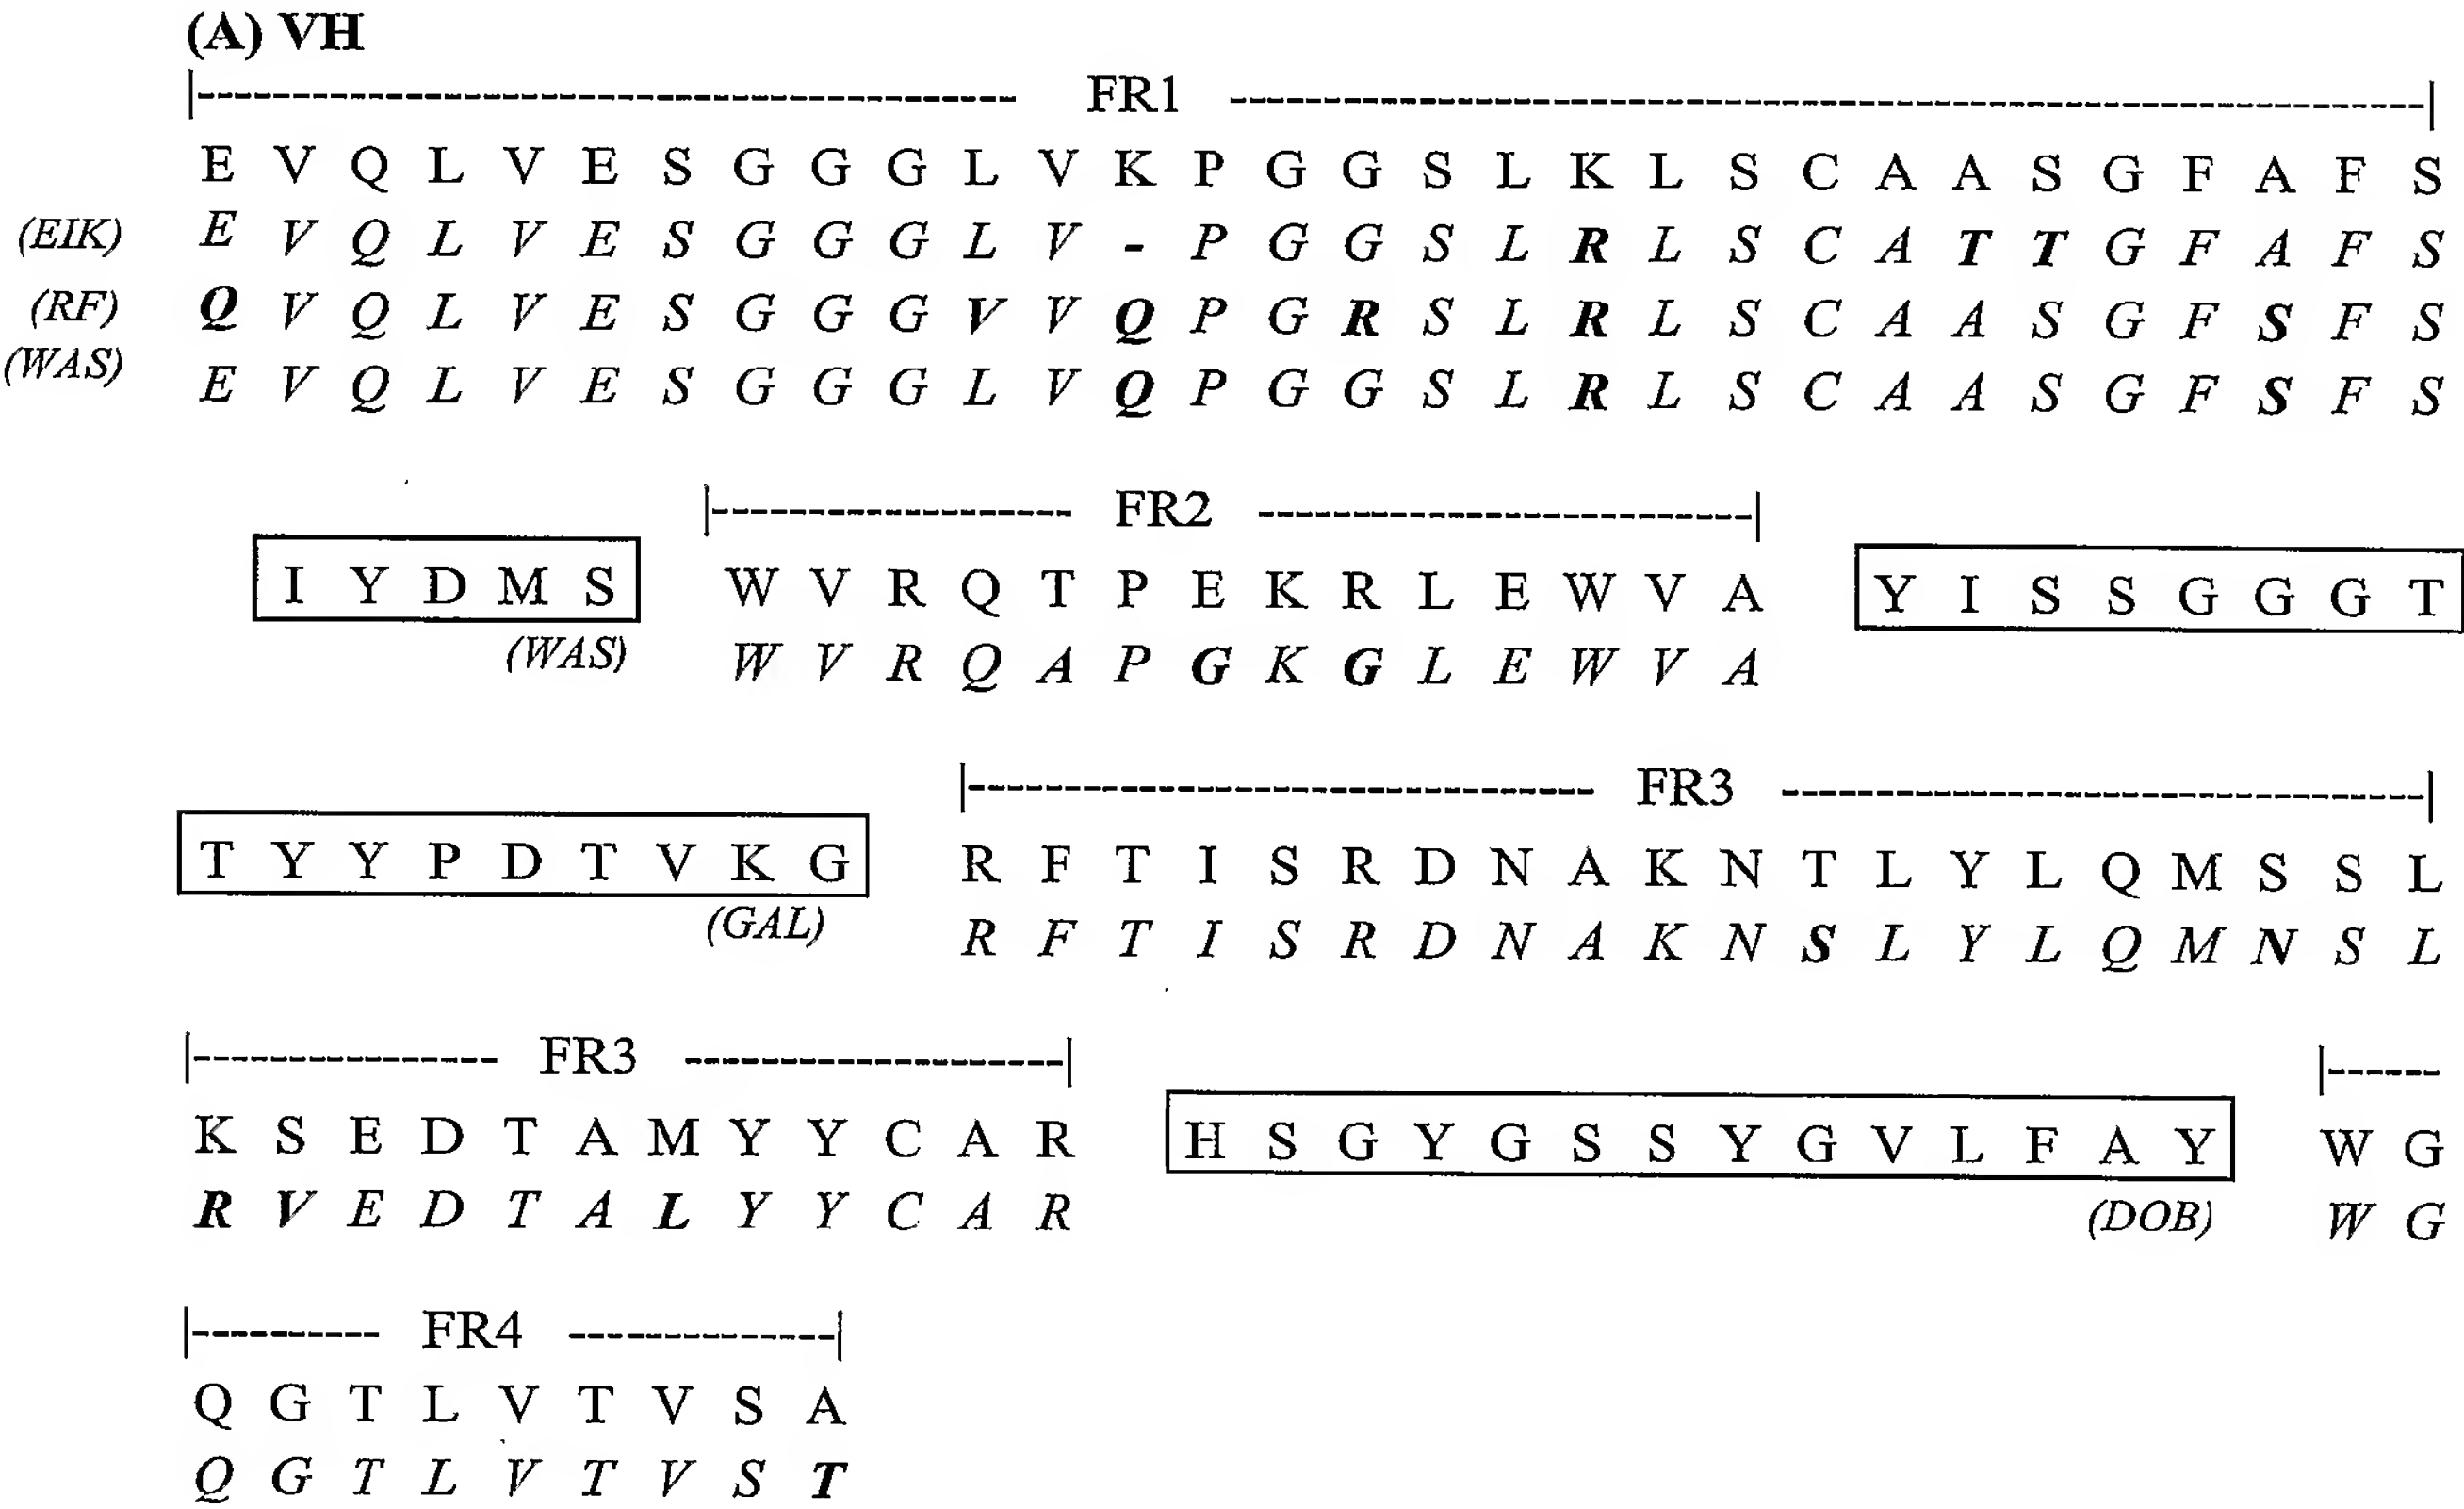 (A) VH
|--------------------------------------------- FR1 ------------------------------------------------------------------|
E V Q L V E S G G G L V K P G G S L K L S C A A S G F A F S
(EIK) E V Q L V E S G G G L V - P G G S L R L S C A T T G F A F S
(RF) Q V Q L V E S G G G V V Q P G R S L R L S C A A S G F S F S
(WAS) E V Q L V E S G G G L V Q P G G S L R L S C A A S G F S F S
|------------------- FR2 --------------------------|
I Y D M S W V R Q T P E K R L E W V A Y I S S G G G T
(WAS) W V R Q A P G K G L E W V A
|--------------------------------- FR3 ----------------------------------|
T Y Y P D T V K G R F T I S R D N A K N T L Y L Q M S S L
(GAL) R F T I S R D N A K N S L Y L Q M N S L
|---------------- FR3 --------------------| |------
K S E D T A M Y Y C A R H S G Y G S S Y G V L F A Y W G
R V E D T A L Y Y C A R (DOB) W G
|---------- FR4 --------------|
Q G T L V T V S A
Q G T L V T V S T